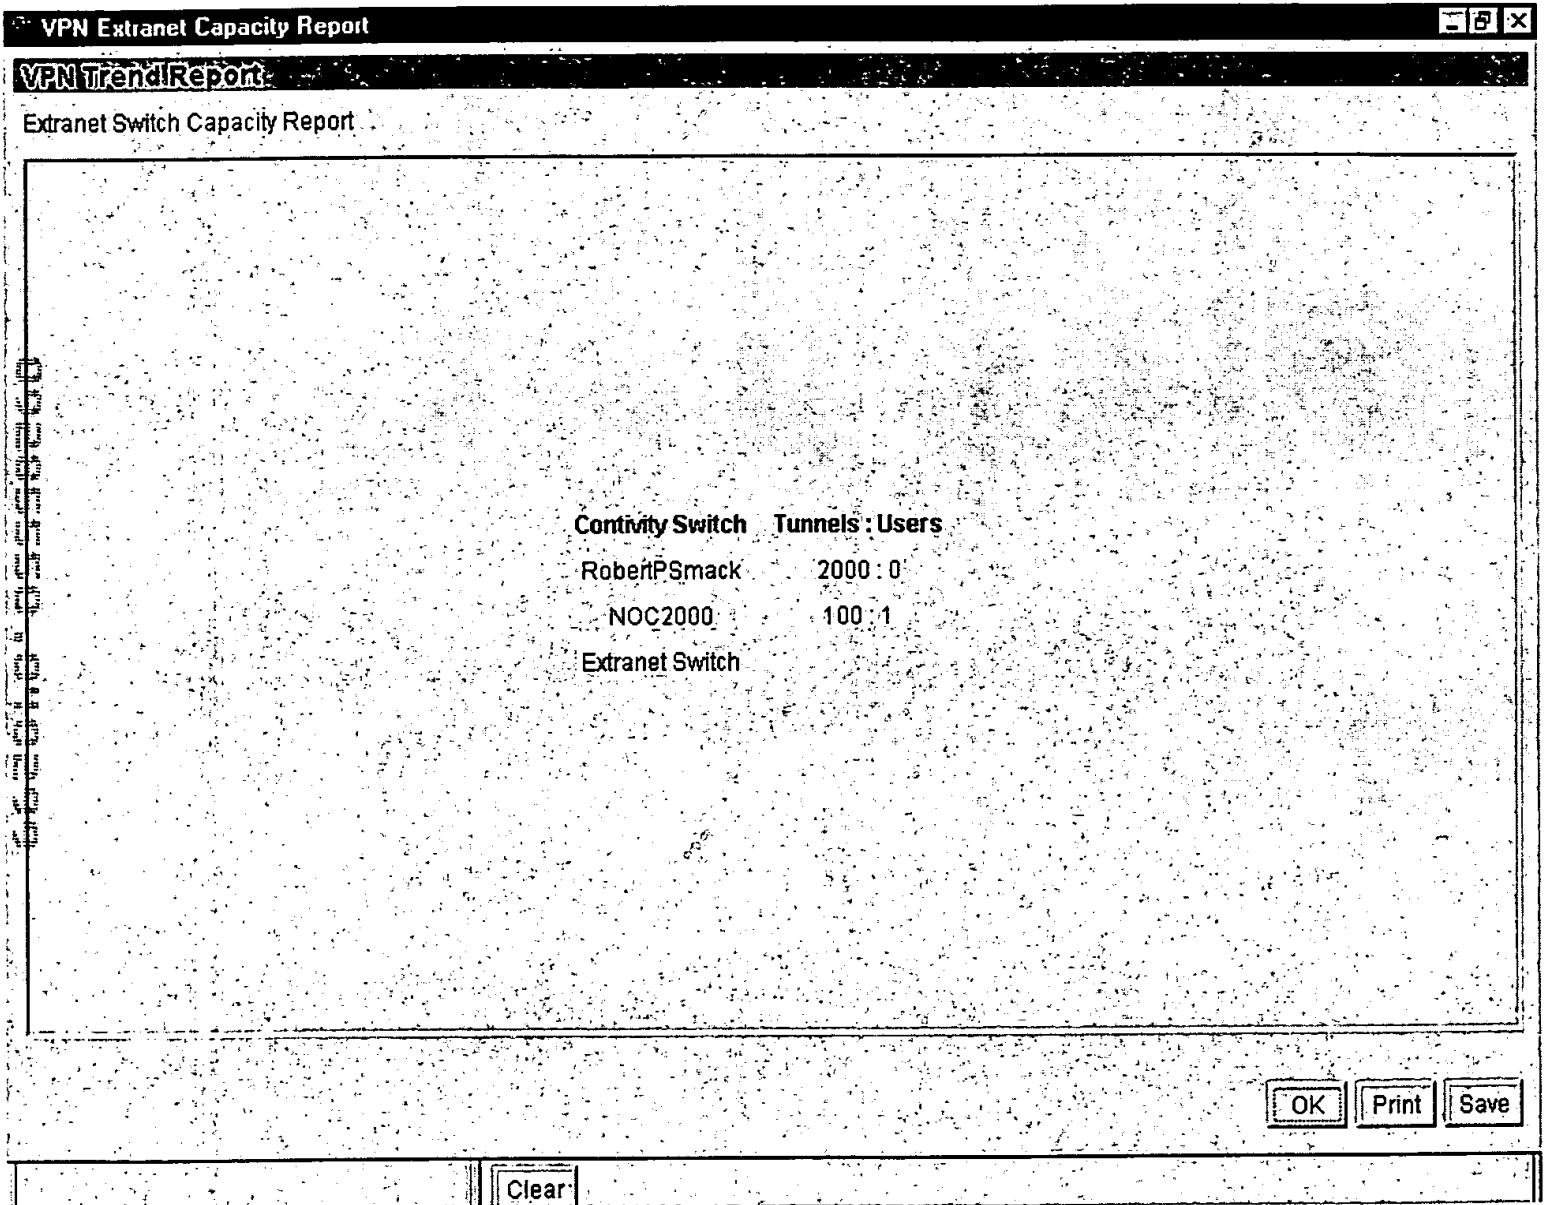 VPN Extranet Capacity Report
VPN Trend Report
Extranet Switch Capacity Report
Contivity Switch Tunnels : Users
RobertPSmack 2000 : 0
NOC2000 100 : 1
Extranet Switch
OK Print Save
Clear